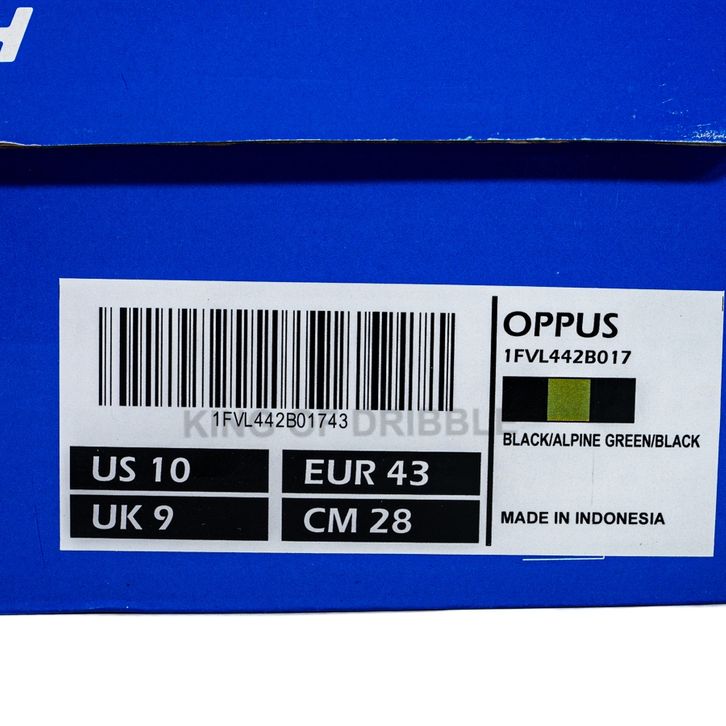 OPPUS
1FVL442B017
1FVL442B01743
KING OF DRIBBLE
BLACK/ALPINE GREEN/BLACK
US 10
EUR 43
UK 9
CM 28
MADE IN INDONESIA